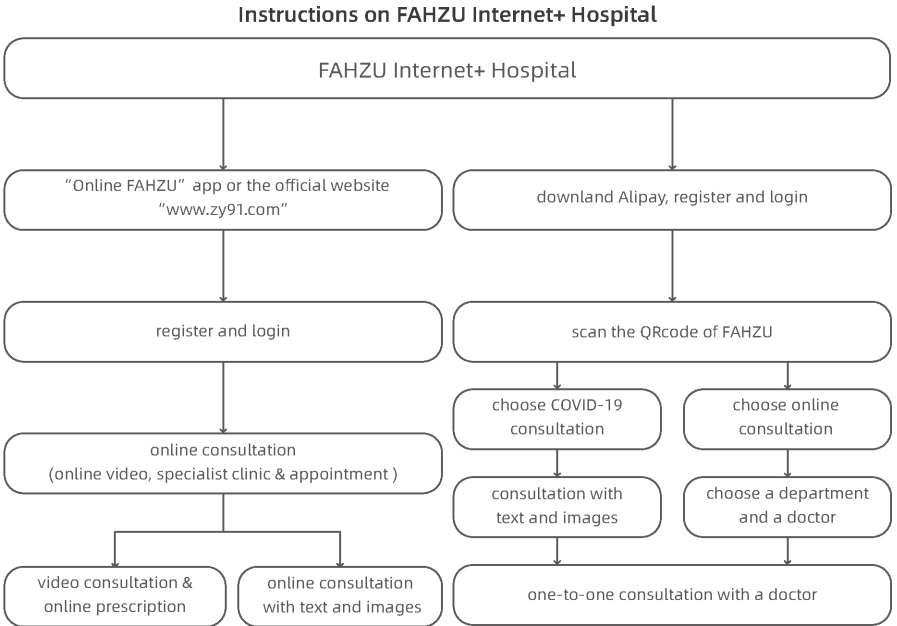 Instructions on FAHZU Internet+ Hospital
FAHZU Internet+ Hospital
“Online FAHZU” app or the official website
“www.zy91.com”
downland Alipay, register and login
register and login
scan the QRcode of FAHZU
choose COVID-19
consultation
choose online
consultation
online consultation
(online video, specialist clinic & appointment )
consultation with
text and images
choose a department
and a doctor
video consultation &
online prescription
online consultation
with text and images
one-to-one consultation with a doctor